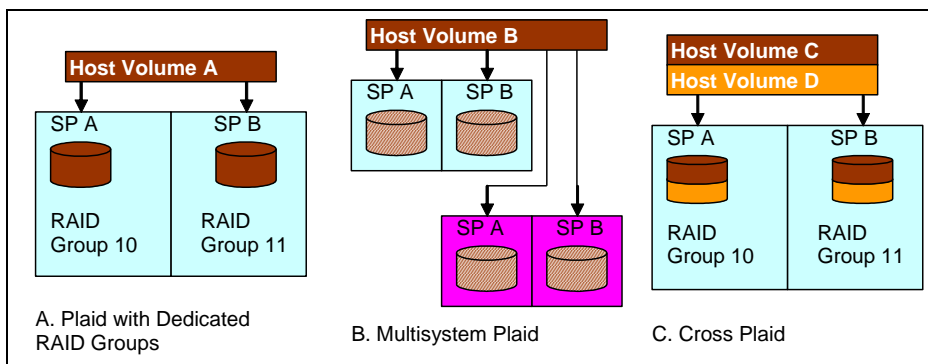 Host Volume A
SP A
SP B
RAID
Group 10
RAID
Group 11
A. Plaid with Dedicated
RAID Groups
Host Volume B
SP A
SP B
SP A
SP B
B. Multisystem Plaid
Host Volume C
Host Volume D
SP A
SP B
RAID
Group 10
RAID
Group 11
C. Cross Plaid